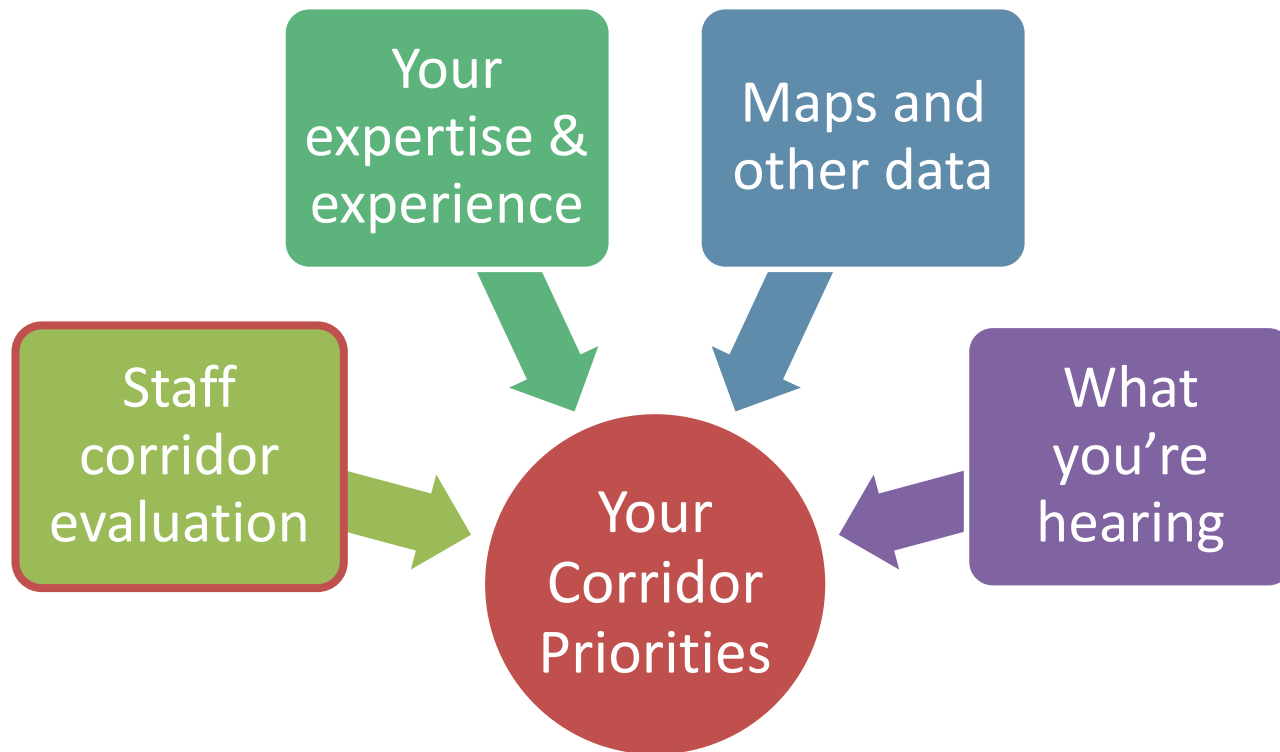 Your
expertise &
experience
Maps and
other data
Staff
corridor
evaluation
What
you’re
hearing
Your
Corridor
Priorities